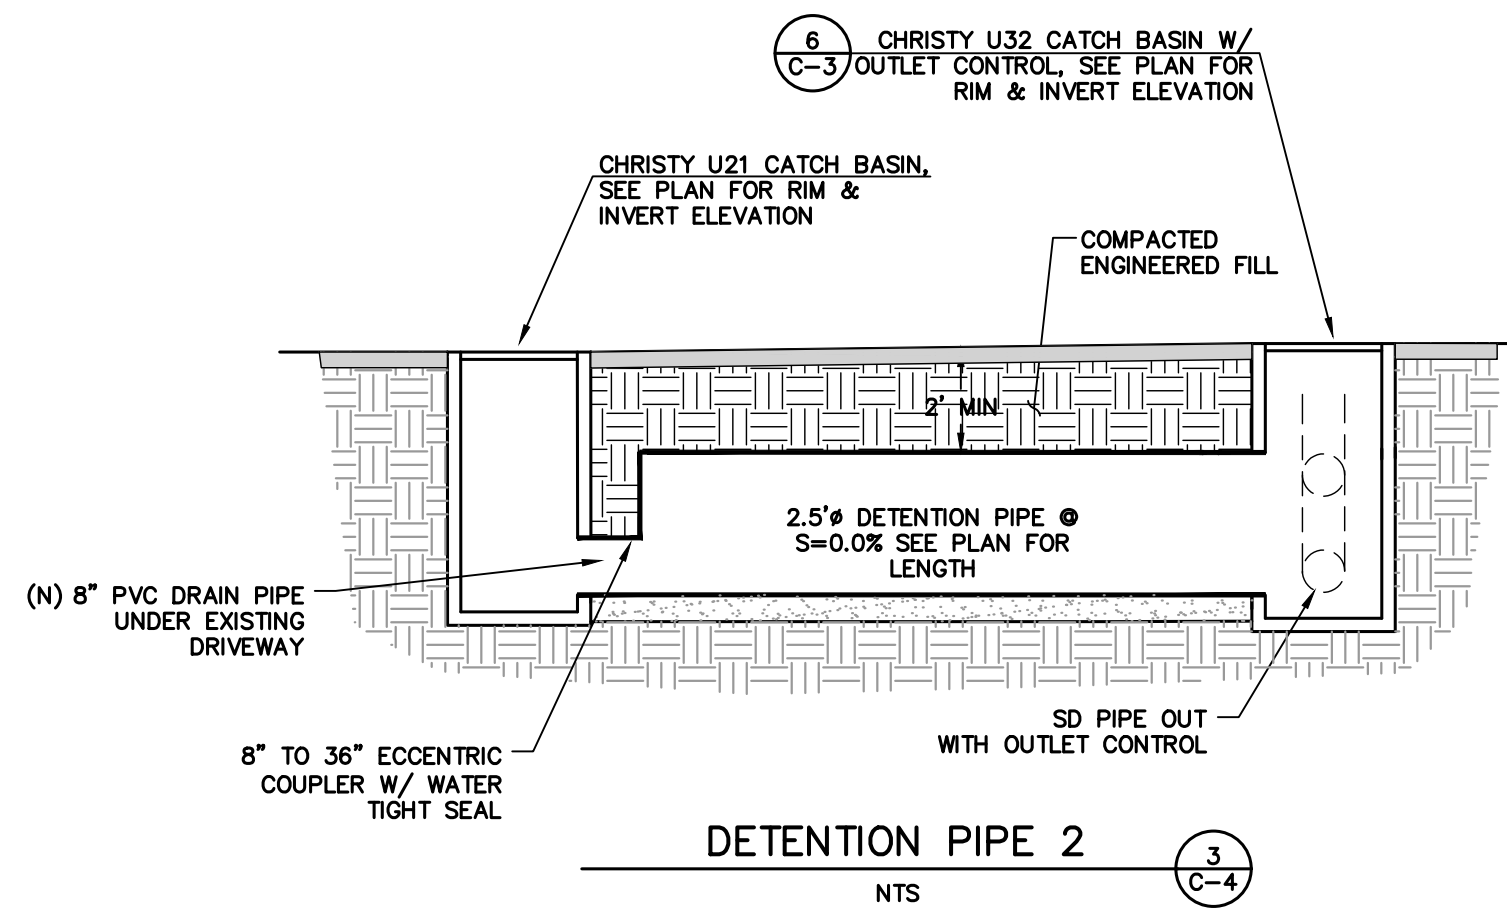 6
C-3
CHRISTY U32 CATCH BASIN W/
OUTLET CONTROL, SEE PLAN FOR
RIM & INVERT ELEVATION
CHRISTY U21 CATCH BASIN,
SEE PLAN FOR RIM &
INVERT ELEVATION
COMPACTED
ENGINEERED FILL
2' MIN
2.5'ø DETENTION PIPE @
S=0.0% SEE PLAN FOR
LENGTH
(N) 8" PVC DRAIN PIPE
UNDER EXISTING
DRIVEWAY
8" TO 36" ECCENTRIC
COUPLER W/ WATER
TIGHT SEAL
SD PIPE OUT
WITH OUTLET CONTROL
DETENTION PIPE 2
NTS
3
C-4